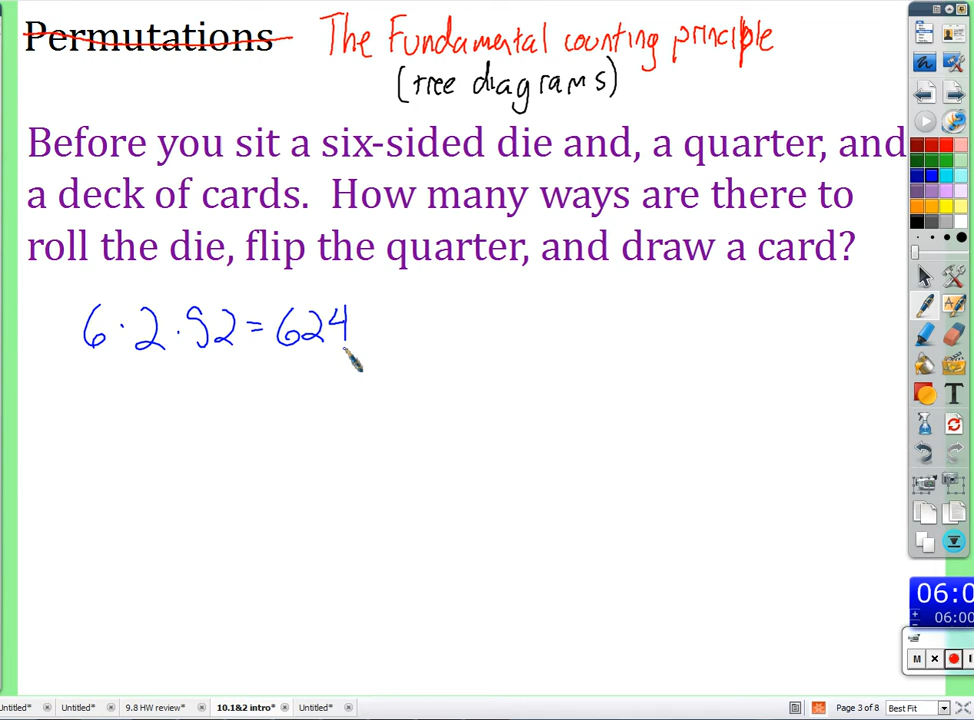 Permutations The Fundamental counting principle
(tree diagrams)
Before you sit a six-sided die and, a quarter, and
a deck of cards. How many ways are there to
roll the die, flip the quarter, and draw a card?
6 · 2 · 52 = 624
06:0
06:00
M
Untitled* Untitled* 9.8 HW review* 10.1&2 intro* Untitled* Page 3 of 8 Best Fit